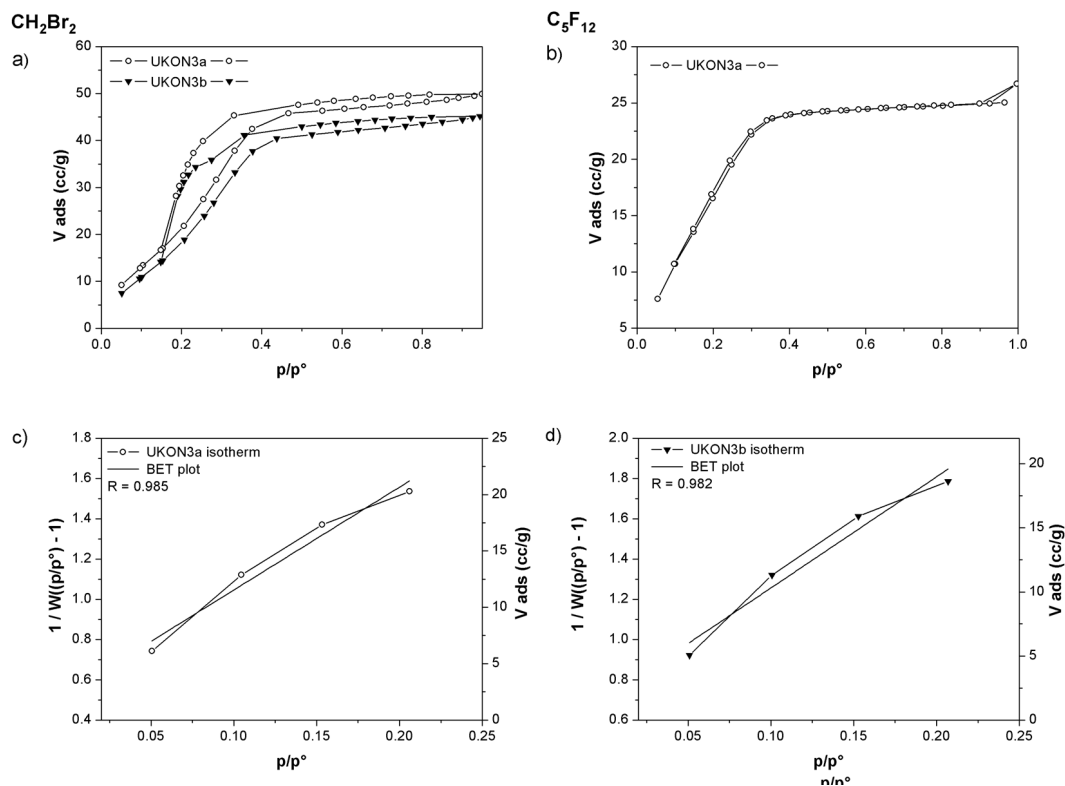 CH₂Br₂
C₅F₁₂
a)
UKON3a
UKON3b
V ads (cc/g)
60
50
40
30
20
10
0
0.0 0.2 0.4 0.6 0.8
p/p°
b)
UKON3a
V ads (cc/g)
30
25
20
15
10
5
0.0 0.2 0.4 0.6 0.8 1.0
p/p°
c)
UKON3a isotherm
BET plot
R = 0.985
1 / W((p/p°) - 1)
1.8
1.6
1.4
1.2
1.0
0.8
0.6
0.4
V ads (cc/g)
25
20
15
10
5
0
0.05 0.10 0.15 0.20 0.25
p/p°
d)
UKON3b isotherm
BET plot
R = 0.982
1 / W((p/p°) - 1)
2.0
1.8
1.6
1.4
1.2
1.0
0.8
0.6
V ads (cc/g)
20
15
10
5
0
0.05 0.10 0.15 0.20 0.25
p/p°
p/p°